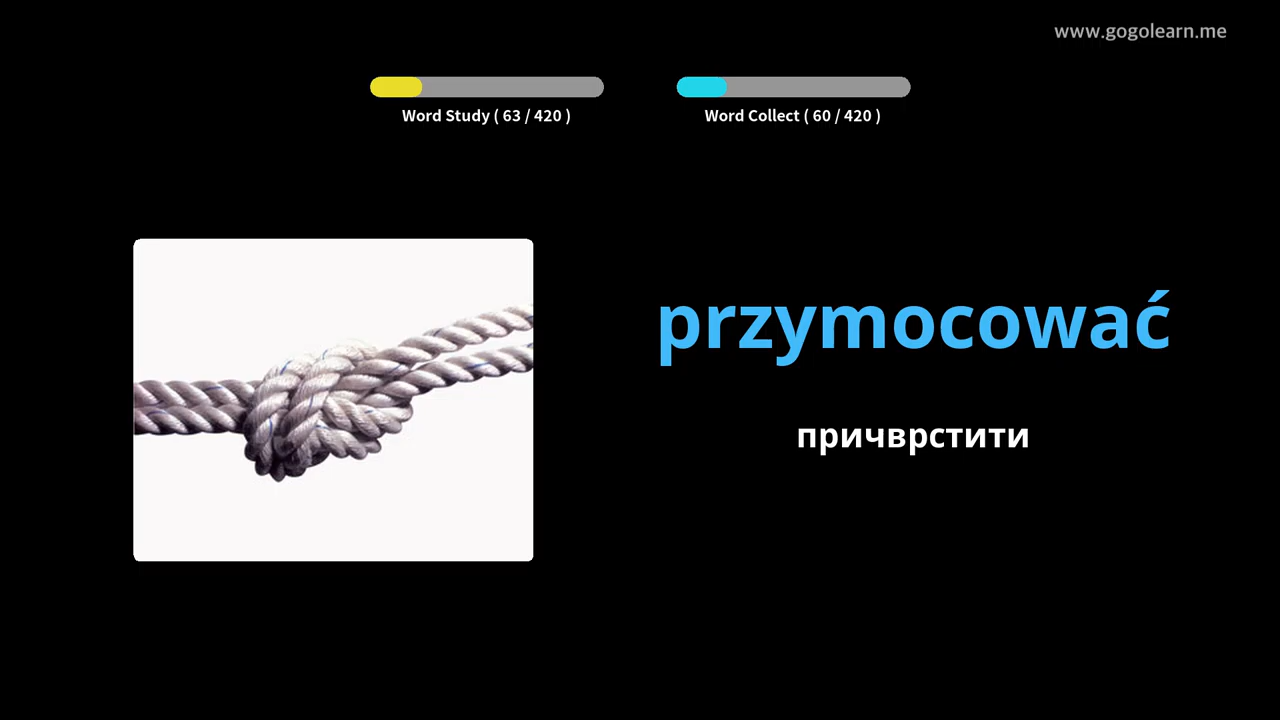 www.gogolearn.me
Word Study ( 63 / 420 )
Word Collect ( 60 / 420 )
przymocować
причврстити